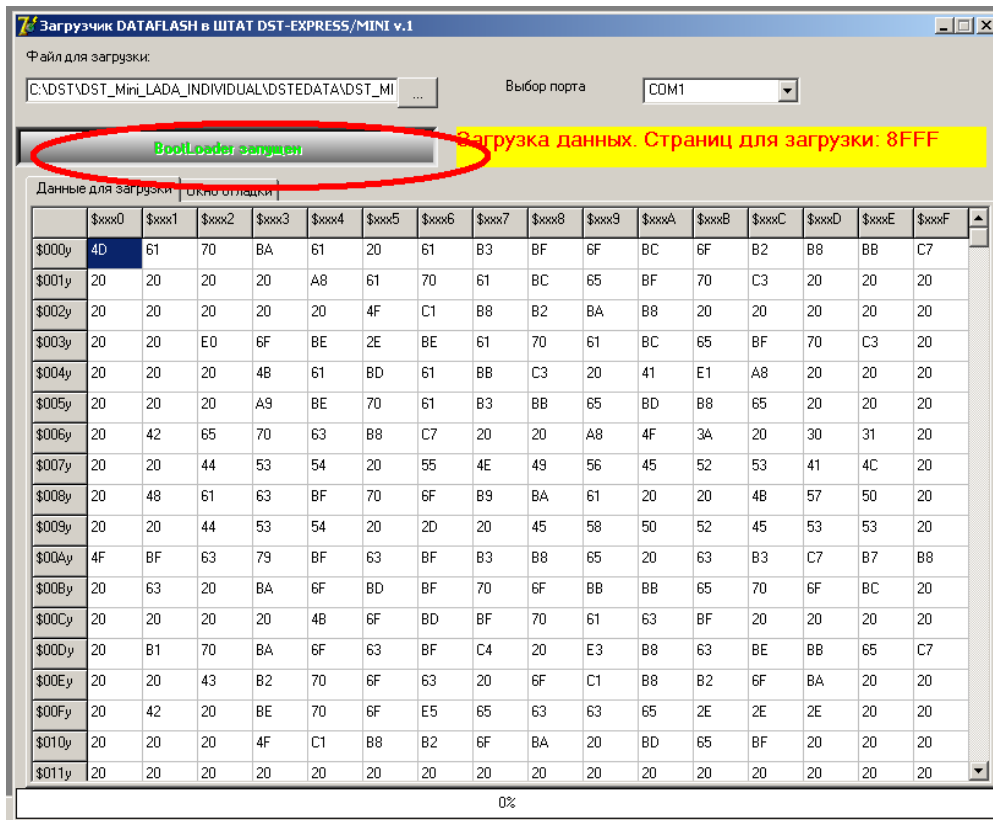 Загрузчик DATAFLASH в ШТАТ DST-EXPRESS/MINI v.1
Файл для загрузки:
C:\DST\DST_Mini_LADA_INDIVIDUAL\DSTEDATA\DST_MI ... Выбор порта COM1
BootLoader запущен Загрузка данных. Страниц для загрузки: 8FFF
Данные для загрузки Окно отладки
$xxx0 $xxx1 $xxx2 $xxx3 $xxx4 $xxx5 $xxx6 $xxx7 $xxx8 $xxx9 $xxxA $xxxB $xxxC $xxxD $xxxE $xxxF
$000y 4D 61 70 BA 61 20 61 B3 BF 6F BC 6F B2 B8 BB C7
$001y 20 20 20 20 A8 61 70 61 BC 65 BF 70 C3 20 20 20
$002y 20 20 20 20 20 4F C1 B8 B2 BA B8 20 20 20 20 20
$003y 20 20 E0 6F BE 2E BE 61 70 61 BC 65 BF 70 C3 20
$004y 20 20 20 4B 61 BD 61 BB C3 20 41 E1 A8 20 20 20
$005y 20 20 20 A9 BE 70 61 B3 BB 65 BD B8 65 20 20 20
$006y 20 42 65 70 63 B8 C7 20 20 A8 4F 3A 20 30 31 20
$007y 20 20 44 53 54 20 55 4E 49 56 45 52 53 41 4C 20
$008y 20 48 61 63 BF 70 6F B9 BA 61 20 20 4B 57 50 20
$009y 20 20 44 53 54 20 2D 20 45 58 50 52 45 53 53 20
$00Ay 4F BF 63 79 BF 63 BF B3 B8 65 20 63 B3 C7 B7 B8
$00By 20 63 20 BA 6F BD BF 70 6F BB BB 65 70 6F BC 20
$00Cy 20 20 20 20 4B 6F BD BF 70 61 63 BF 20 20 20 20
$00Dy 20 B1 70 BA 6F 63 BF C4 20 E3 B8 63 BE BB 65 C7
$00Ey 20 20 43 B2 70 6F 63 20 6F C1 B8 B2 6F BA 20 20
$00Fy 20 42 20 BE 70 6F E5 65 63 63 65 2E 2E 2E 20 20
$010y 20 20 20 4F C1 B8 B2 6F BA 20 BD 65 BF 20 20 20
$011y 20 20 20 20 20 20 20 20 20 20 20 20 20 20 20 20
0%